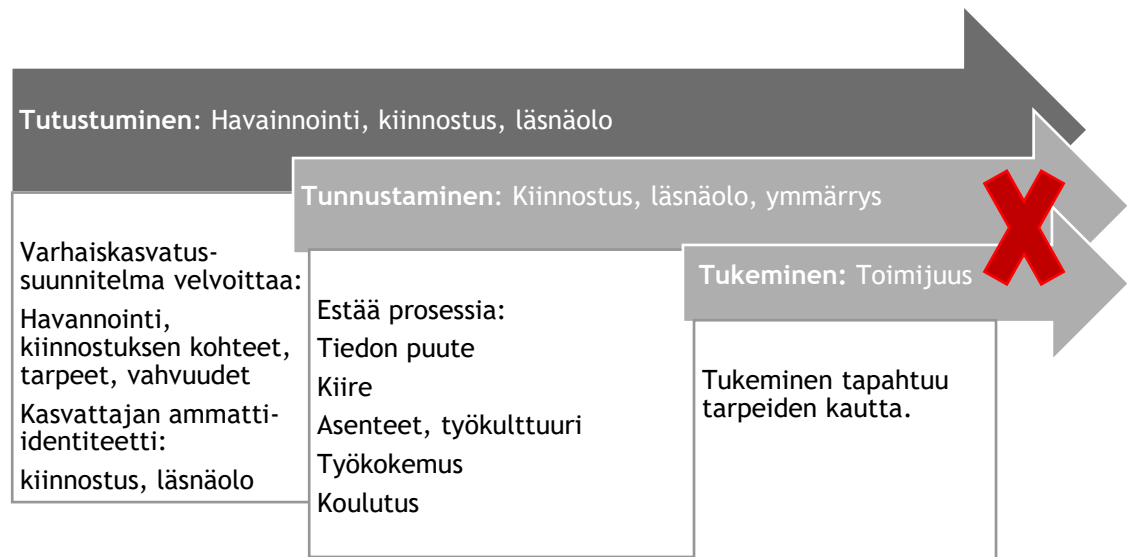 Tutustuminen: Havainnointi, kiinnostus, läsnäolo
Tunnustaminen: Kiinnostus, läsnäolo, ymmärrys
Tukeminen: Toimijuus
Varhaiskasvatus-
suunnitelma velvoittaa:
Havannointi,
kiinnostuksen kohteet,
tarpeet, vahvuudet
Kasvattajan ammatti-
identiteetti:
kiinnostus, läsnäolo
Estää prosessia:
Tiedon puute
Kiire
Asenteet, työkulttuuri
Työkokemus
Koulutus
Tukeminen tapahtuu
tarpeiden kautta.